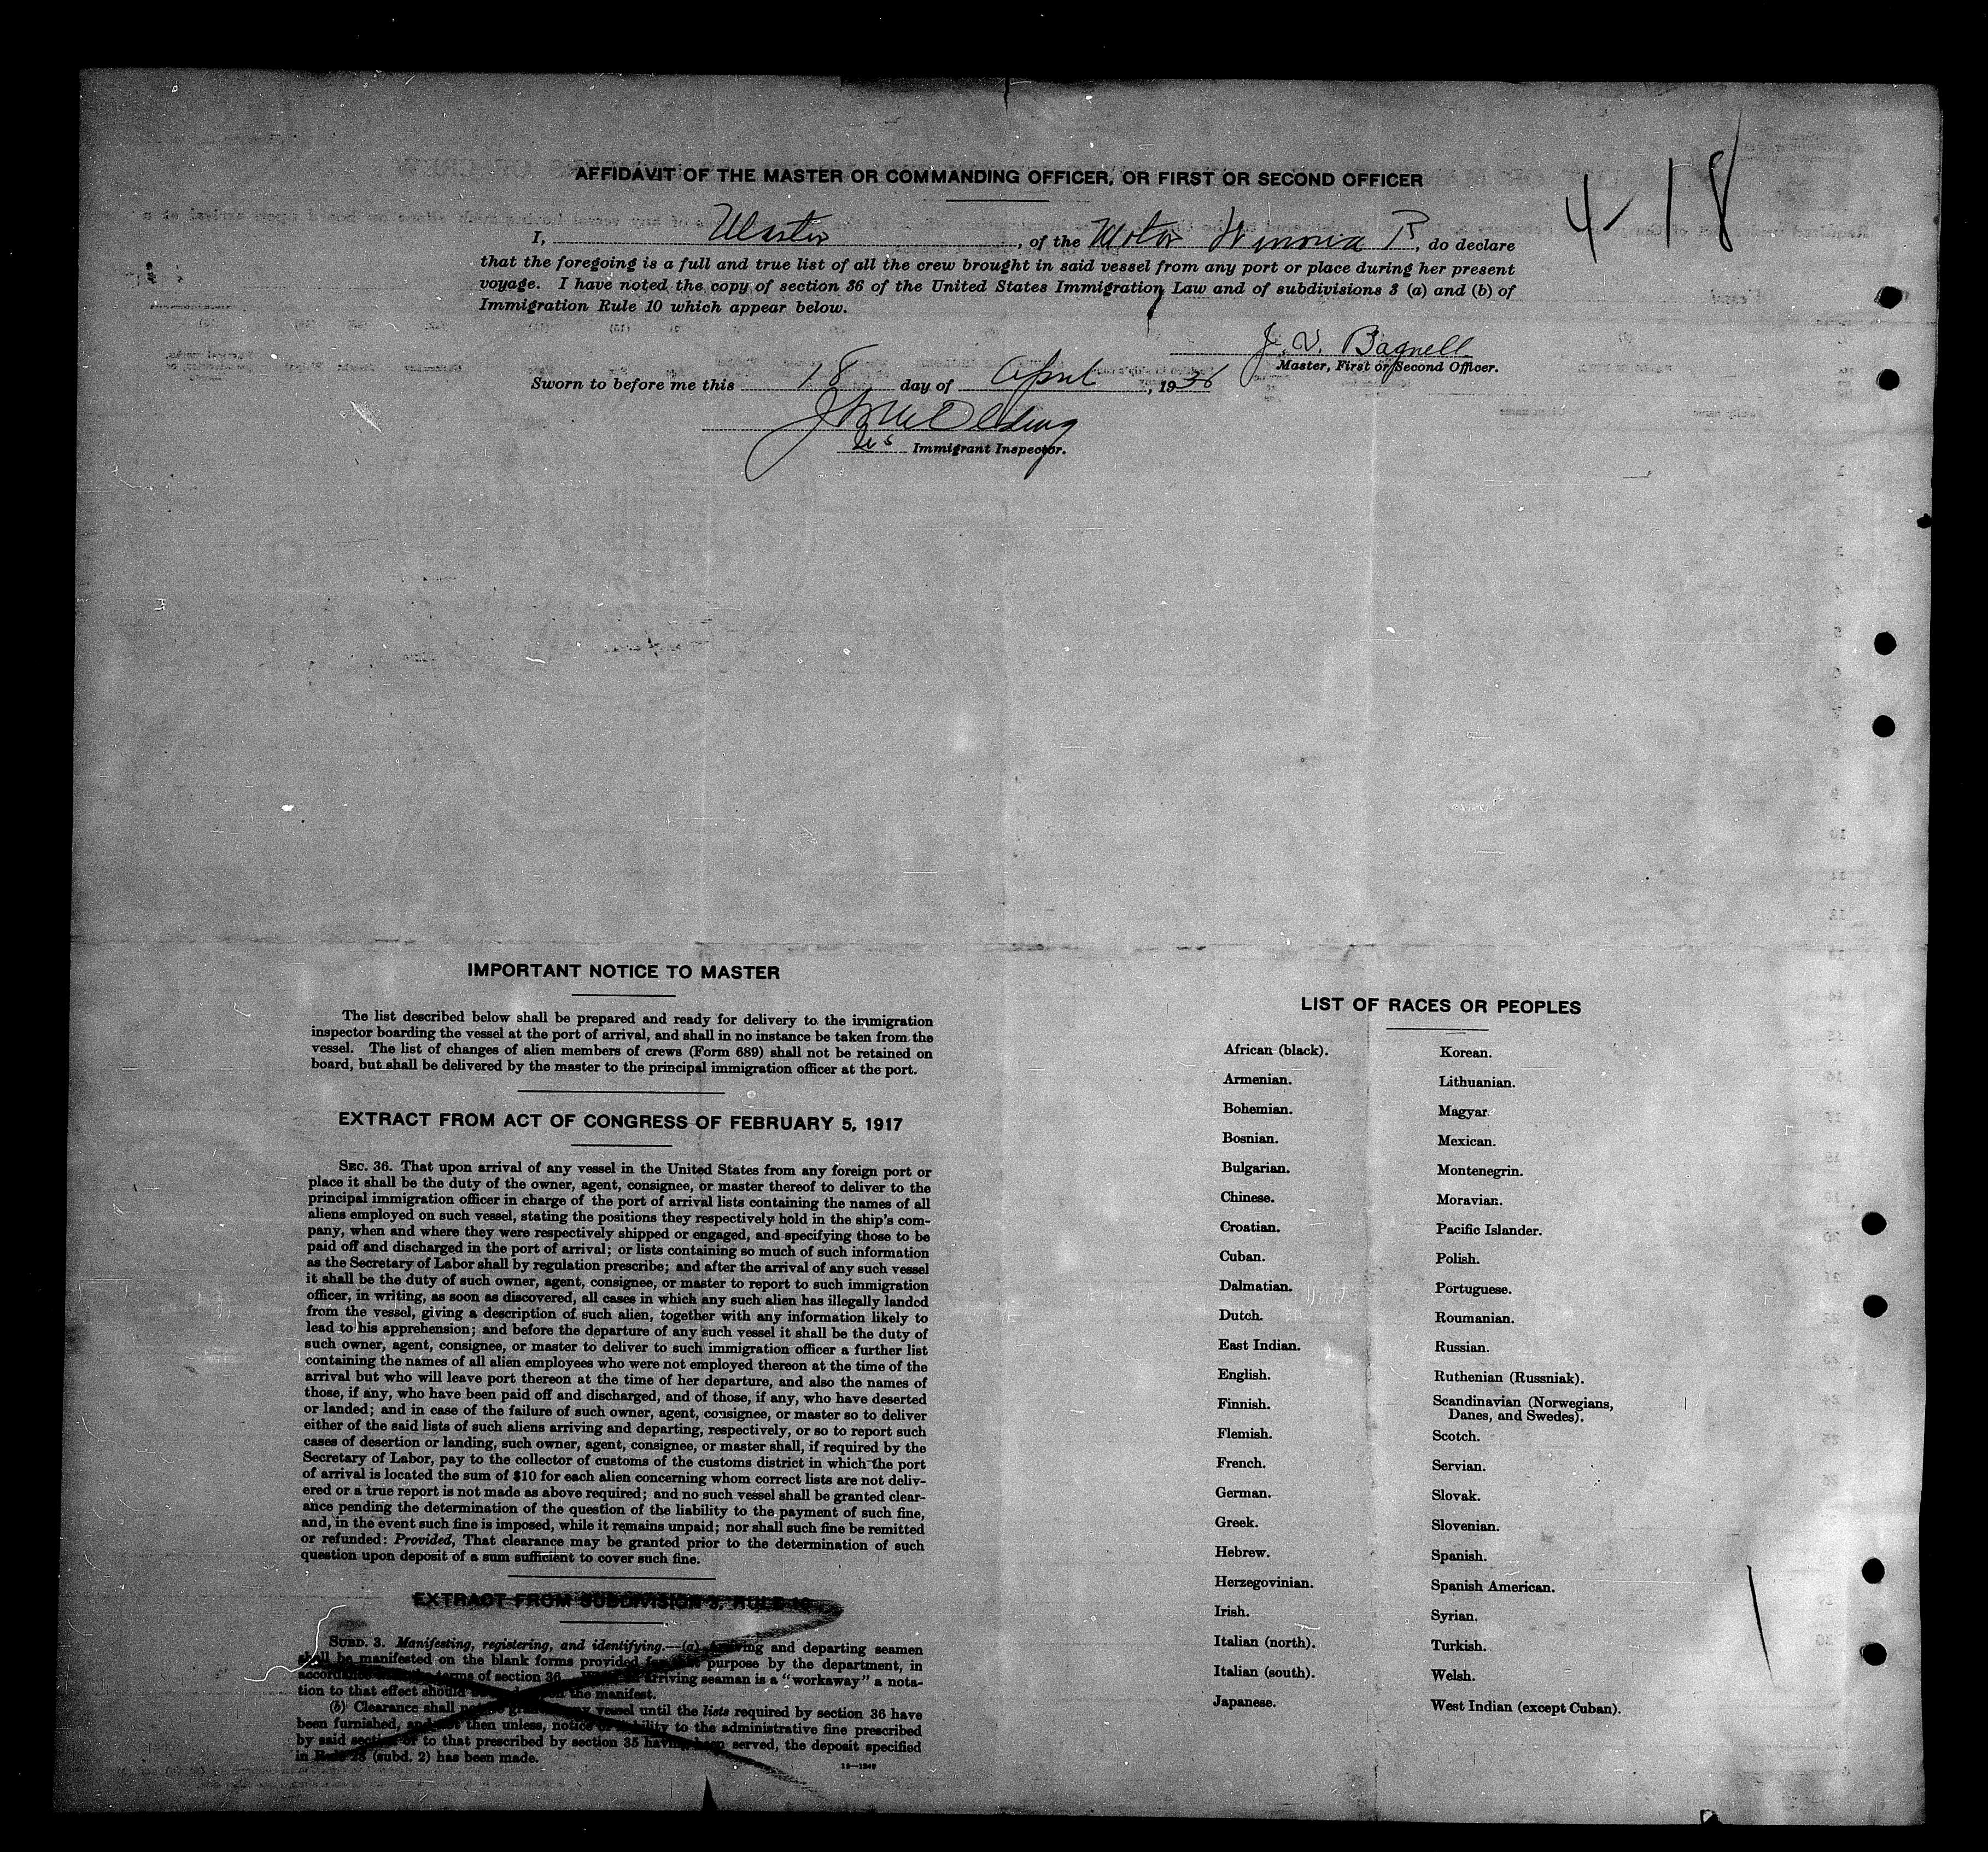 AFFIDAVIT OF THE MASTER OR COMMANDING OFFICER, OR FIRST OR SECOND OFFICER
4-18
I, Master, of the Motor Winona B, do declare
that the foregoing is a full and true list of all the crew brought in said vessel from any port or place during her present
voyage. I have noted the copy of section 36 of the United States Immigration Law and of subdivisions 3 (a) and (b) of
Immigration Rule 10 which appear below.
J. V. Bagnell
Master, First or Second Officer.
Sworn to before me this 18 day of April, 1936
Immigrant Inspector.
IMPORTANT NOTICE TO MASTER
The list described below shall be prepared and ready for delivery to the immigration
inspector boarding the vessel at the port of arrival, and shall in no instance be taken from the
vessel. The list of changes of alien members of crews (Form 689) shall not be retained on
board, but shall be delivered by the master to the principal immigration officer at the port.
EXTRACT FROM ACT OF CONGRESS OF FEBRUARY 5, 1917
SEC. 36. That upon arrival of any vessel in the United States from any foreign port or
place it shall be the duty of the owner, agent, consignee, or master thereof to deliver to the
principal immigration officer in charge of the port of arrival lists containing the names of all
aliens employed on such vessel, stating the positions they respectively hold in the ship's com-
pany, when and where they were respectively shipped or engaged, and specifying those to be
paid off and discharged in the port of arrival; or lists containing so much of such information
as the Secretary of Labor shall by regulation prescribe; and after the arrival of any such vessel
it shall be the duty of such owner, agent, consignee, or master to report to such immigration
officer, in writing, as soon as discovered, all cases in which any such alien has illegally landed
from the vessel, giving a description of such alien, together with any information likely to
lead to his apprehension; and before the departure of any such vessel it shall be the duty of
such owner, agent, consignee, or master to deliver to such immigration officer a further list
containing the names of all alien employees who were not employed thereon at the time of the
arrival but who will leave port thereon at the time of her departure, and also the names of
those, if any, who have been paid off and discharged, and of those, if any, who have deserted
or landed; and in case of the failure of such owner, agent, consignee, or master so to deliver
either of the said lists of such aliens arriving and departing, respectively, or so to report such
cases of desertion or landing, such owner, agent, consignee, or master shall, if required by the
Secretary of Labor, pay to the collector of customs of the customs district in which the port
of arrival is located the sum of $10 for each alien concerning whom correct lists are not deliv-
ered or a true report is not made as above required; and no such vessel shall be granted clear-
ance pending the determination of the question of the liability to the payment of such fine,
and, in the event such fine is imposed, while it remains unpaid; nor shall such fine be remitted
or refunded: Provided, That clearance may be granted prior to the determination of such
question upon deposit of a sum sufficient to cover such fine.
EXTRACT FROM SUBDIVISION 3, RULE 10
SUBD. 3. Manifesting, registering, and identifying.—(a) Arriving and departing seamen
shall be manifested on the blank forms provided for that purpose by the department, in
accordance with the terms of section 36. arriving seaman is a "workaway" a nota-
tion to that effect should the manifest.
(b) Clearance shall not be granted any vessel until the lists required by section 36 have
been furnished, and not then unless, notice of liability to the administrative fine prescribed
by said section or to that prescribed by section 35 having been served, the deposit specified
in Rule 28 (subd. 2) has been made.
LIST OF RACES OR PEOPLES
African (black).
Armenian.
Bohemian.
Bosnian.
Bulgarian.
Chinese.
Croatian.
Cuban.
Dalmatian.
Dutch.
East Indian.
English.
Finnish.
Flemish.
French.
German.
Greek.
Hebrew.
Herzegovinian.
Irish.
Italian (north).
Italian (south).
Japanese.
Korean.
Lithuanian.
Magyar.
Mexican.
Montenegrin.
Moravian.
Pacific Islander.
Polish.
Portuguese.
Roumanian.
Russian.
Ruthenian (Russniak).
Scandinavian (Norwegians,
Danes, and Swedes).
Scotch.
Servian.
Slovak.
Slovenian.
Spanish.
Spanish American.
Syrian.
Turkish.
Welsh.
West Indian (except Cuban).